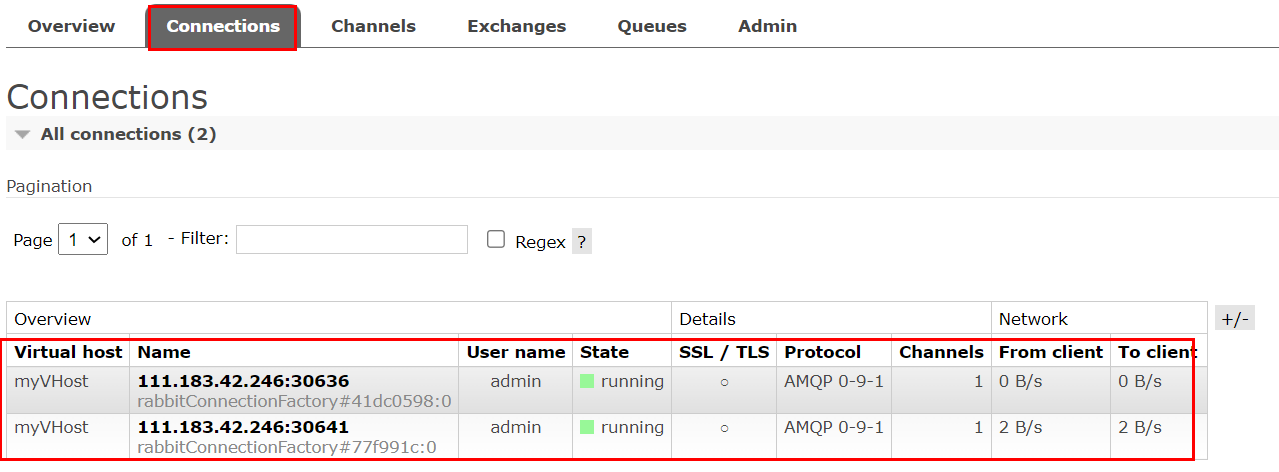 Overview Connections Channels Exchanges Queues Admin
Connections
All connections (2)
Pagination
Page 1 of 1 - Filter: Regex ?
Overview Details Network +/-
Virtual host Name User name State SSL / TLS Protocol Channels From client To client
myVHost 111.183.42.246:30636 admin running ○ AMQP 0-9-1 1 0 B/s 0 B/s
rabbitConnectionFactory#41dc0598:0
myVHost 111.183.42.246:30641 admin running ○ AMQP 0-9-1 1 2 B/s 2 B/s
rabbitConnectionFactory#77f991c:0